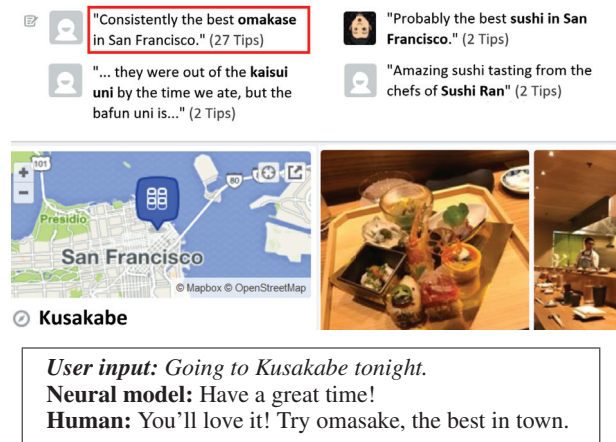 "Consistently the best omakase
in San Francisco." (27 Tips)
"... they were out of the kaisui
uni by the time we ate, but the
bafun uni is..." (2 Tips)
"Probably the best sushi in San
Francisco." (2 Tips)
"Amazing sushi tasting from the
chefs of Sushi Ran" (2 Tips)
101
80
+
−
Presidio
San Francisco
© Mapbox © OpenStreetMap
Kusakabe
User input: Going to Kusakabe tonight.
Neural model: Have a great time!
Human: You'll love it! Try omasake, the best in town.